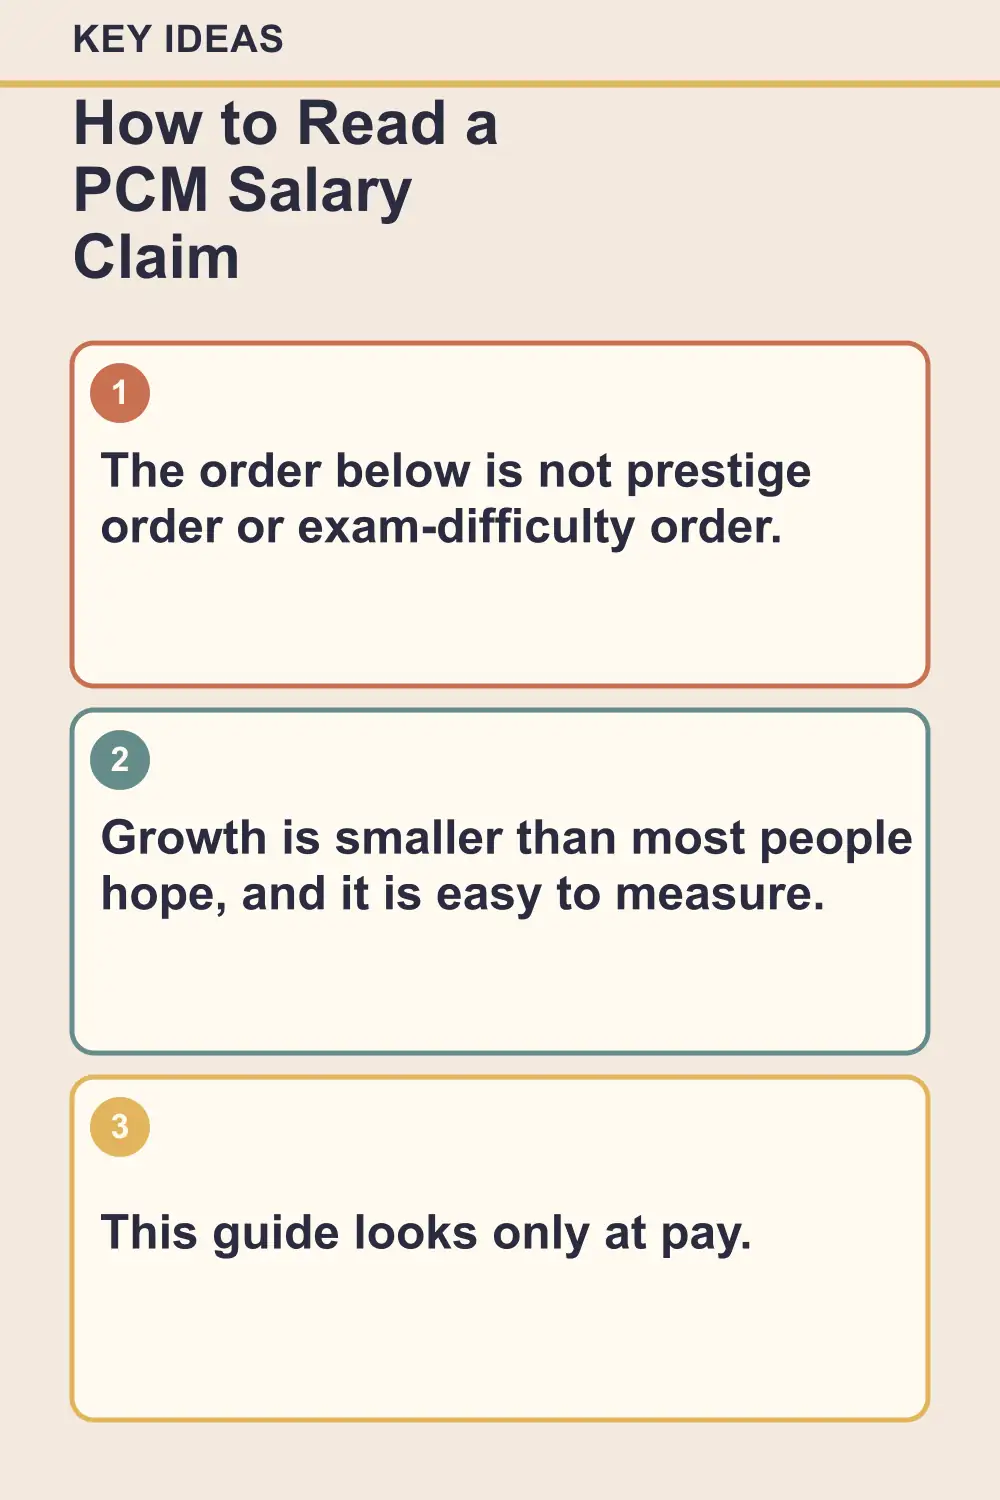 KEY IDEAS
How to Read a
PCM Salary
Claim
1
The order below is not prestige
order or exam-difficulty order.
2
Growth is smaller than most people
hope, and it is easy to measure.
3
This guide looks only at pay.